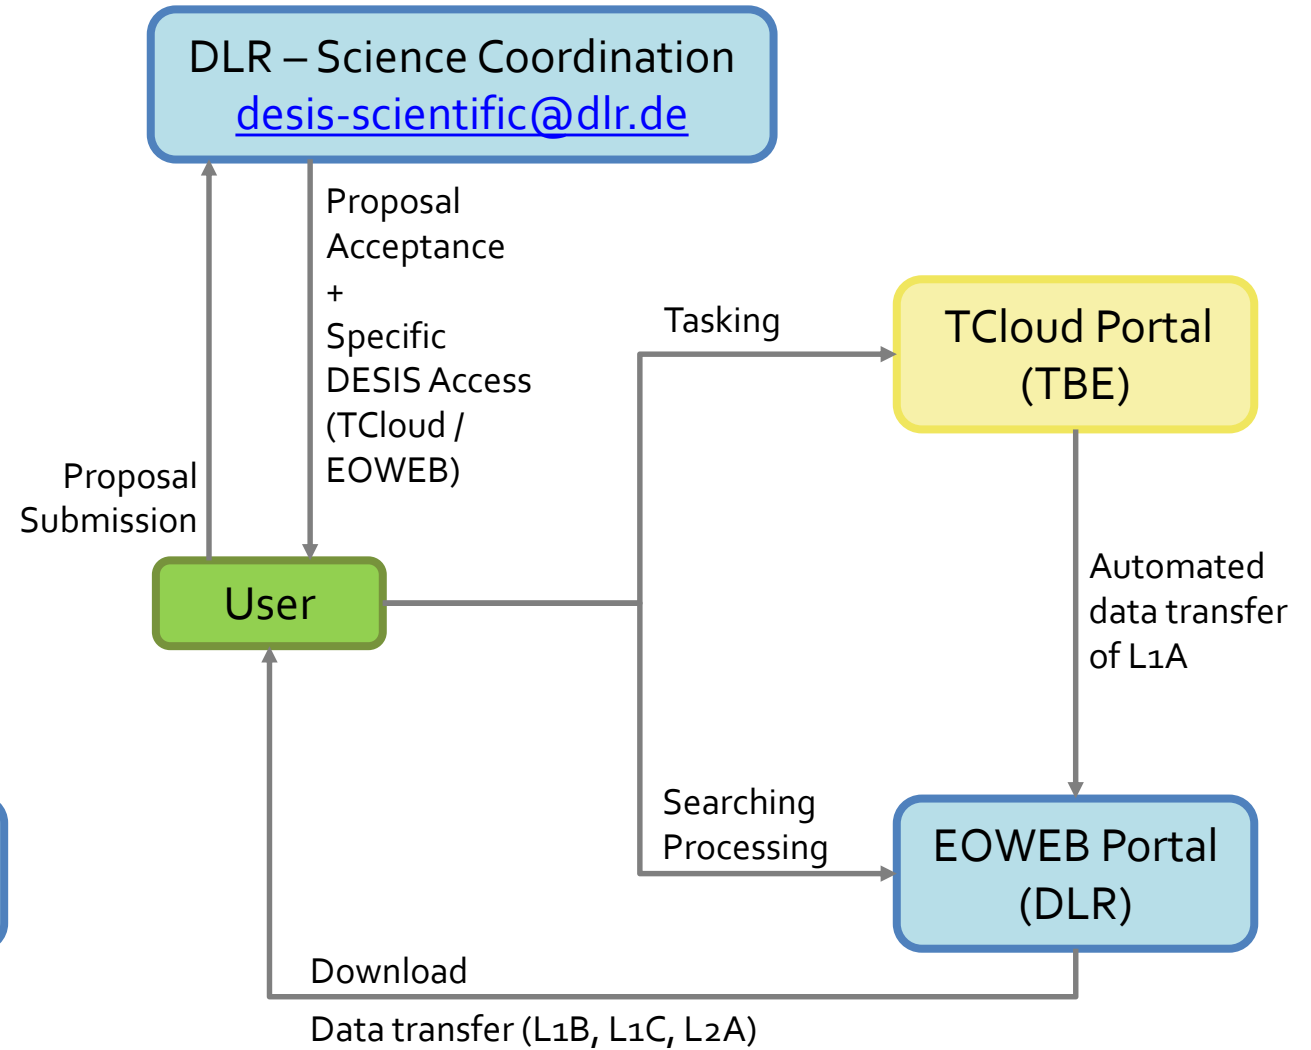 DLR – Science Coordination
desis-scientific@dlr.de
Proposal
Acceptance
+
Specific
DESIS Access
(TCloud /
EOWEB)
Proposal
Submission
User
Tasking
TCloud Portal
(TBE)
Automated
data transfer
of L1A
Searching
Processing
EOWEB Portal
(DLR)
Download
Data transfer (L1B, L1C, L2A)